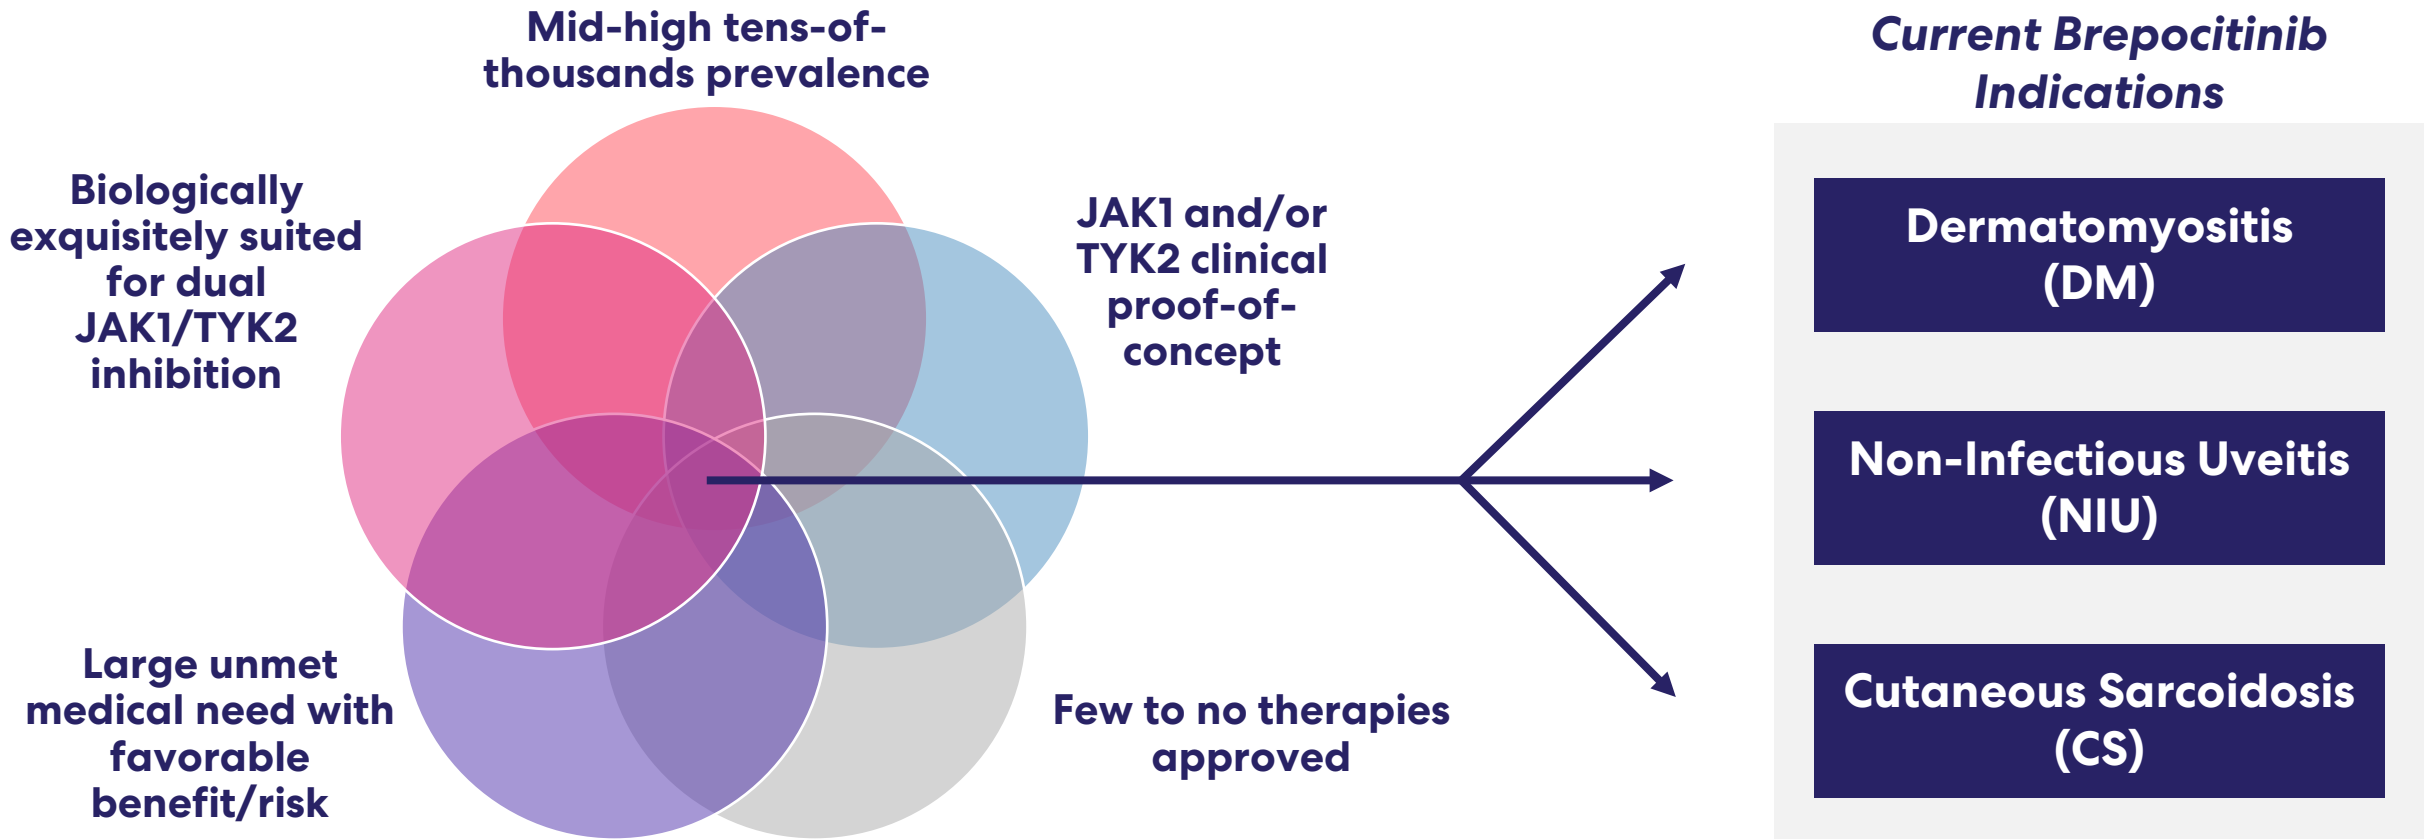 Mid-high tens-of-
thousands prevalence
Biologically
exquisitely suited
for dual
JAK1/TYK2
inhibition
JAK1 and/or
TYK2 clinical
proof-of-
concept
Large unmet
medical need with
favorable
benefit/risk
Few to no therapies
approved
Current Brepocitinib
Indications
Dermatomyositis
(DM)
Non-Infectious Uveitis
(NIU)
Cutaneous Sarcoidosis
(CS)